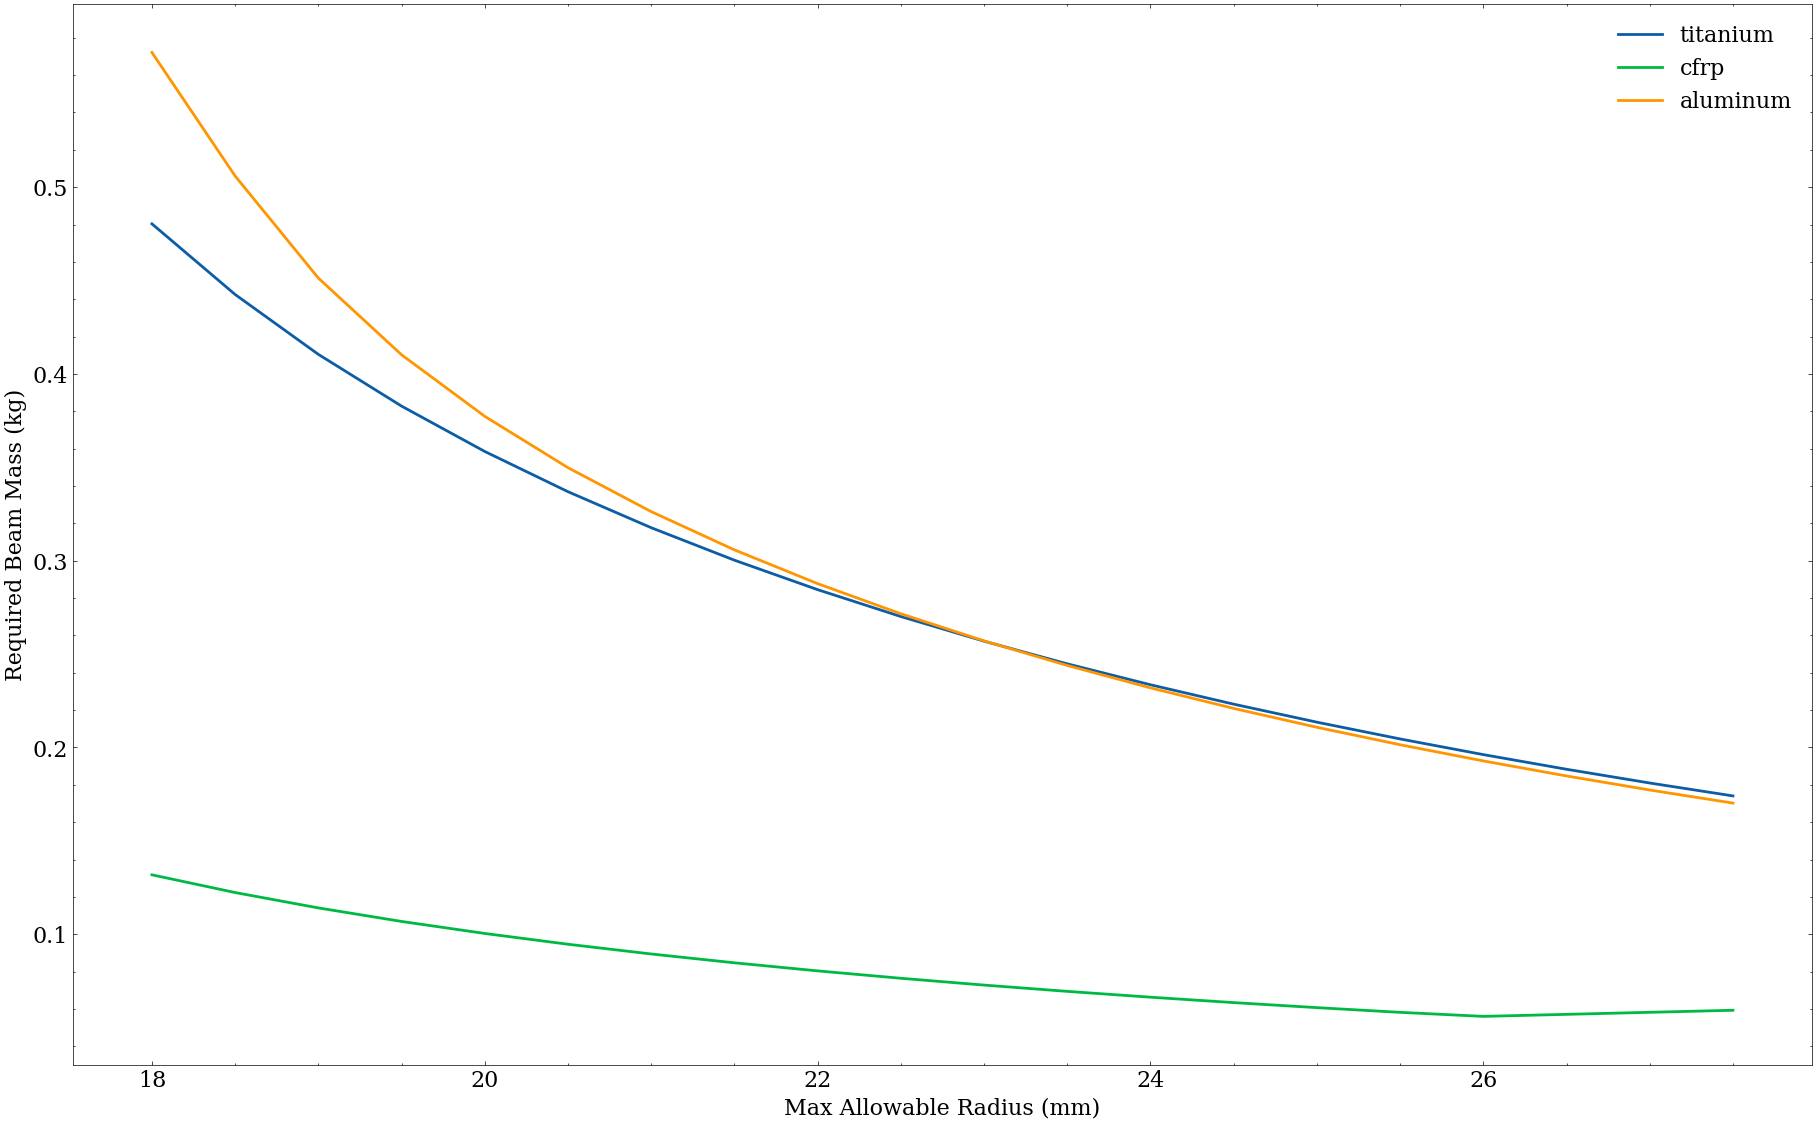 titanium
cfrp
aluminum
0.5
0.4
0.3
0.2
0.1
Required Beam Mass (kg)
18 20 22 24 26
Max Allowable Radius (mm)